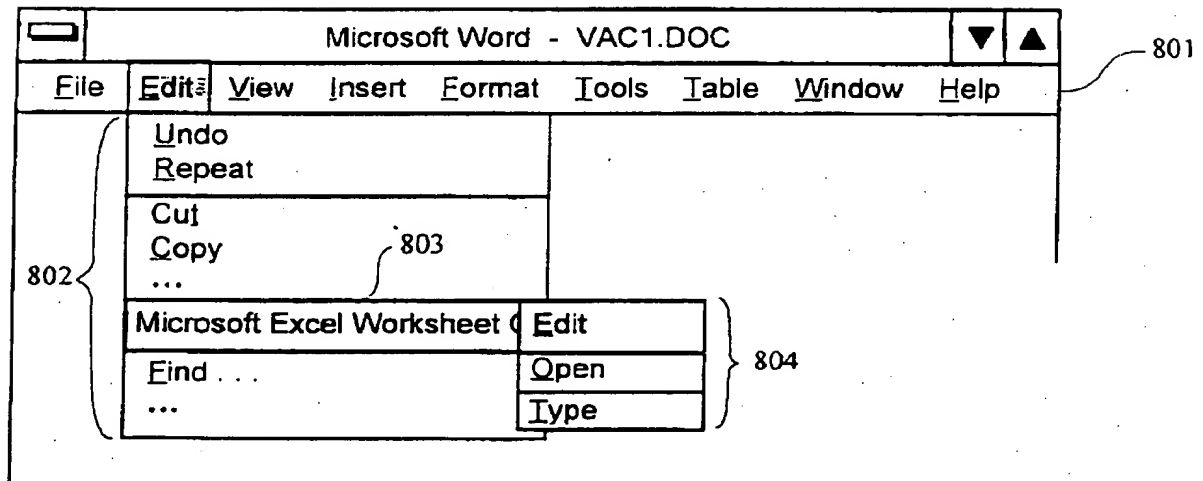 Microsoft Word - VAC1.DOC
801
File Edit View Insert Format Tools Table Window Help
Undo
Repeat
Cut
Copy
803
802
...
Microsoft Excel Worksheet
Edit
Find ...
Open
804
...
Type